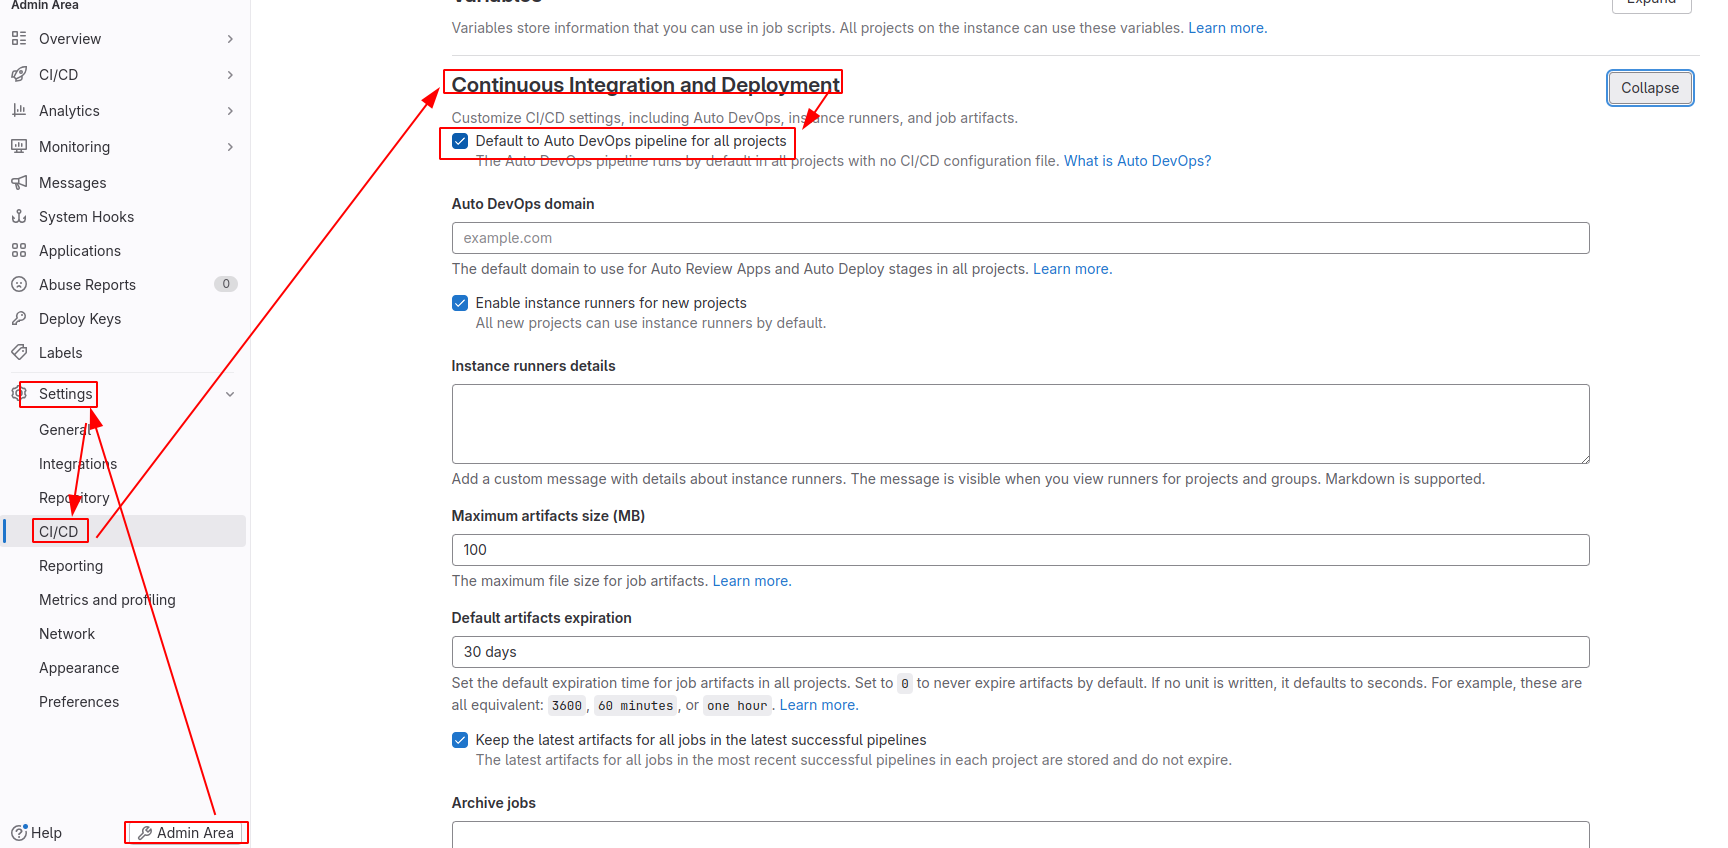 Admin Area
Overview
CI/CD
Analytics
Monitoring
Messages
System Hooks
Applications
Abuse Reports
0
Deploy Keys
Labels
Settings
General
Integrations
Repository
CI/CD
Reporting
Metrics and profiling
Network
Appearance
Preferences
Help
Admin Area
Variables
Expand
Variables store information that you can use in job scripts. All projects on the instance can use these variables. Learn more.
Continuous Integration and Deployment
Collapse
Customize CI/CD settings, including Auto DevOps, instance runners, and job artifacts.
Default to Auto DevOps pipeline for all projects
The Auto DevOps pipeline runs by default in all projects with no CI/CD configuration file. What is Auto DevOps?
Auto DevOps domain
example.com
The default domain to use for Auto Review Apps and Auto Deploy stages in all projects. Learn more.
Enable instance runners for new projects
All new projects can use instance runners by default.
Instance runners details
Add a custom message with details about instance runners. The message is visible when you view runners for projects and groups. Markdown is supported.
Maximum artifacts size (MB)
100
The maximum file size for job artifacts. Learn more.
Default artifacts expiration
30 days
Set the default expiration time for job artifacts in all projects. Set to 0 to never expire artifacts by default. If no unit is written, it defaults to seconds. For example, these are
all equivalent: 3600, 60 minutes, or one hour. Learn more.
Keep the latest artifacts for all jobs in the latest successful pipelines
The latest artifacts for all jobs in the most recent successful pipelines in each project are stored and do not expire.
Archive jobs